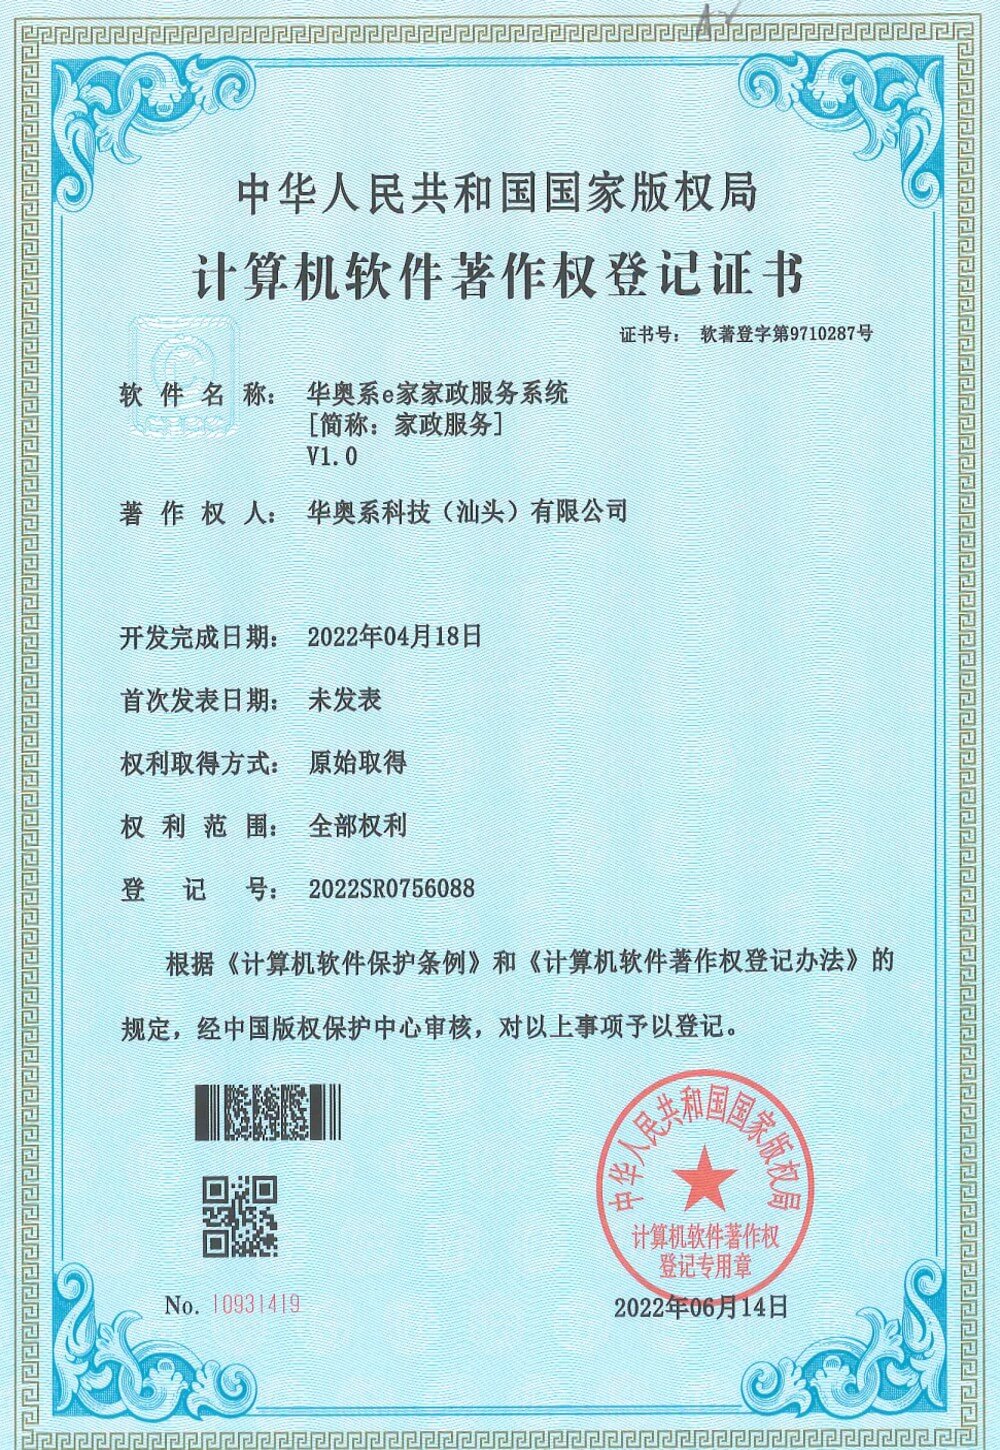 中华人民共和国国家版权局
计算机软件著作权登记证书
证书号： 软著登字第9710287号
软件名称： 华奥系e家家政服务系统
[简称：家政服务]
V1.0
著作权人： 华奥系科技（汕头）有限公司
开发完成日期： 2022年04月18日
首次发表日期： 未发表
权利取得方式： 原始取得
权利范围： 全部权利
登记号： 2022SR0756088
根据《计算机软件保护条例》和《计算机软件著作权登记办法》的
规定，经中国版权保护中心审核，对以上事项予以登记。
中华人民共和国国家版权局
计算机软件著作权
登记专用章
No. 10931419
2022年06月14日